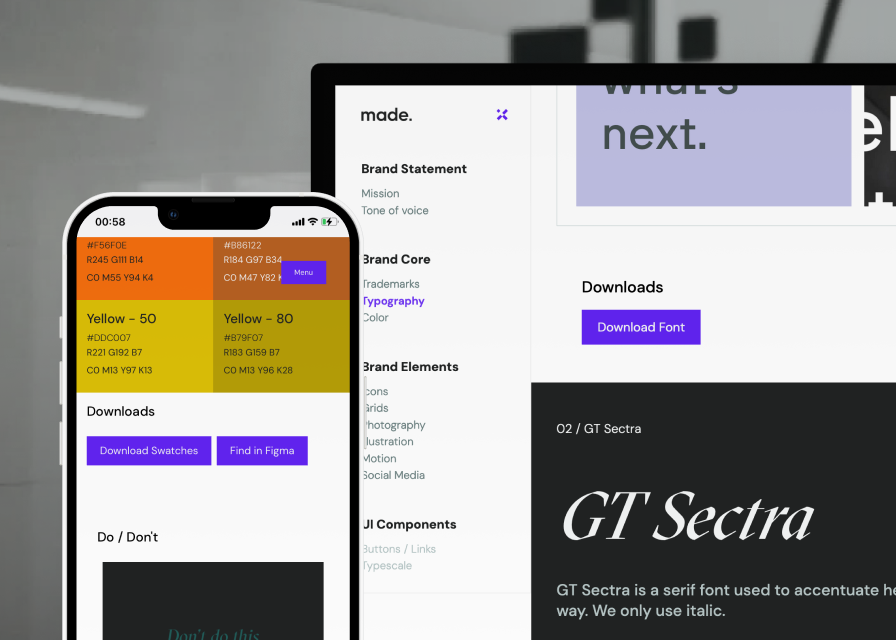 what's
next.
made.
Brand Statement
Mission
Tone of voice
Brand Core
Trademarks
Typography
Color
Brand Elements
Icons
Grids
Photography
Illustration
Motion
Social Media
UI Components
Buttons / Links
Typescale
Downloads
Download Font
02 / GT Sectra
GT Sectra
GT Sectra is a serif font used to accentuate
way. We only use italic.
00:58
#F56F0E
R245 G111 B14
C0 M55 Y94 K4
#B86122
R184 G97 B34
C0 M47 Y82
Menu
Yellow - 50
#DDC007
R221 G192 B7
C0 M13 Y97 K13
Yellow - 80
#B79F07
R183 G159 B7
C0 M13 Y96 K28
Downloads
Download Swatches
Find in Figma
Do / Don't
Don't do this